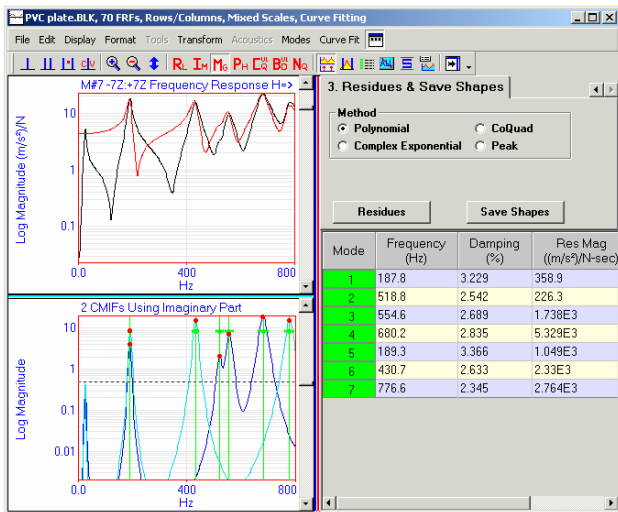 PVC plate.BLK, 70 FRFs, Rows/Columns, Mixed Scales, Curve Fitting
File Edit Display Format Tools Transform Acoustics Modes Curve Fit
RL IM MG PH NQ
M#7 -7Z:+7Z Frequency Response H=>
Log Magnitude (m/s²)/N
10
1
0.1
0.0 400 800
Hz
2 CMIFs Using Imaginary Part
Log Magnitude
10
1
0.1
0.01
0.0 400 800
Hz
3. Residues & Save Shapes
Method
Polynomial CoQuad
Complex Exponential Peak
Residues Save Shapes
Mode Frequency (Hz) Damping (%) Res Mag ((m/s²)/N-sec)
1 187.8 3.229 358.9
2 518.8 2.542 226.3
3 554.6 2.689 1.738E3
4 680.2 2.835 5.329E3
5 189.3 3.366 1.049E3
6 430.7 2.633 2.33E3
7 776.6 2.345 2.764E3